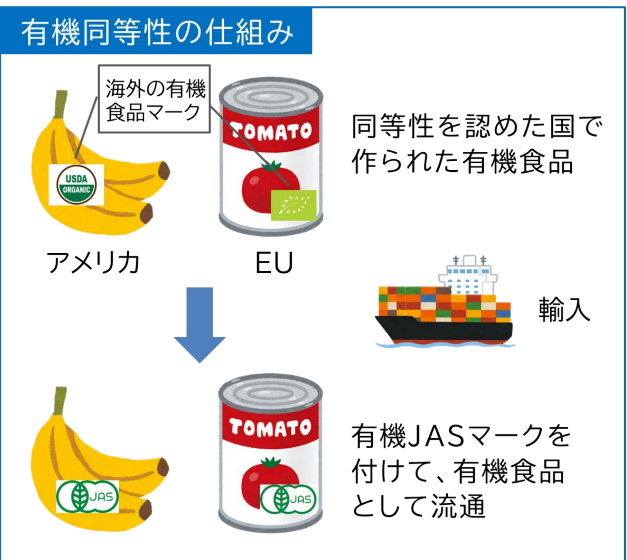 有機同等性の仕組み
海外の有機
食品マーク
TOMATO
USDA
ORGANIC
同等性を認めた国で
作られた有機食品
アメリカ
EU
輸入
TOMATO
JAS
JAS
有機JASマークを
付けて、有機食品
として流通